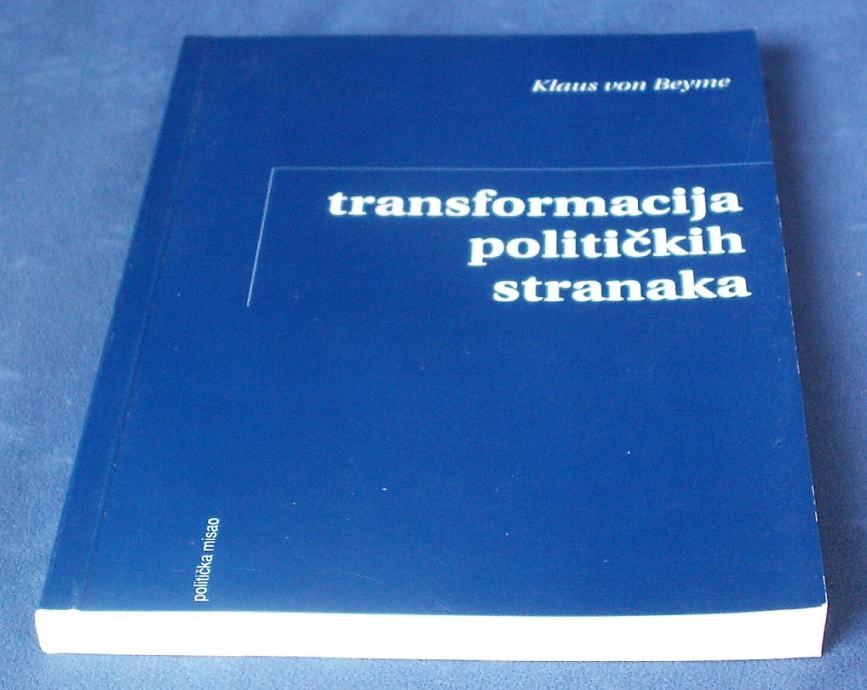 Klaus von Beyme
transformacija
političkih
stranaka
politička misao